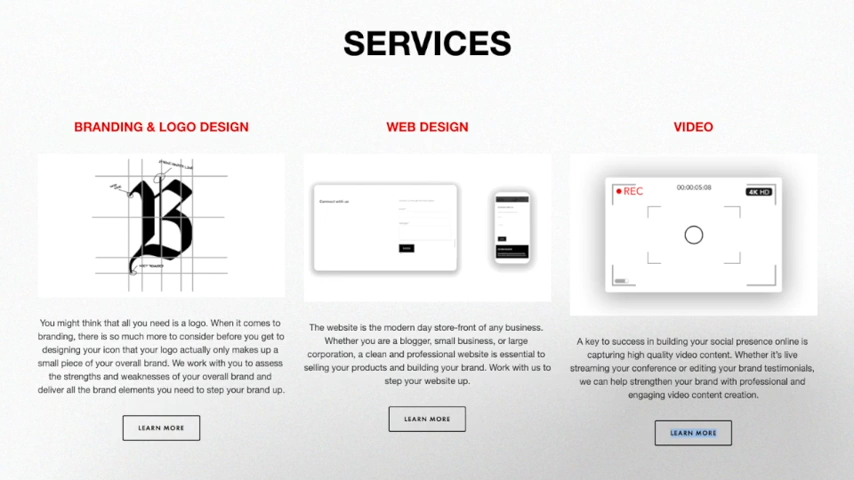 SERVICES
BRANDING & LOGO DESIGN
You might think that all you need is a logo. When it comes to
branding, there is so much more to consider before you get to
designing your icon that your logo actually only makes up a
small piece of your overall brand. We work with you to assess
the strengths and weaknesses of your overall brand and
deliver all the brand elements you need to step your brand up.
LEARN MORE
WEB DESIGN
Connect with us
The website is the modern day store-front of any business.
Whether you are a blogger, small business, or large
corporation, a clean and professional website is essential to
selling your products and building your brand. Work with us to
step your website up.
LEARN MORE
VIDEO
REC
00:00:05:08
4K HD
A key to success in building your social presence online is
capturing high quality video content. Whether it's live
streaming your conference or editing your brand testimonials,
we can help strengthen your brand with professional and
engaging video content creation.
LEARN MORE